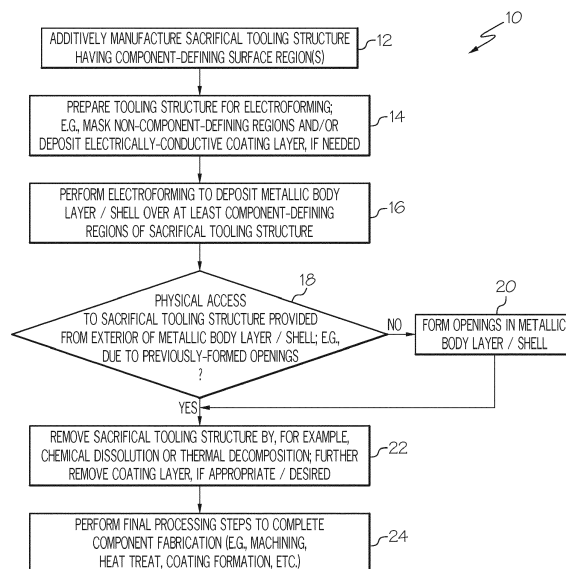 10
ADDITIVELY MANUFACTURE SACRIFICAL TOOLING STRUCTURE
HAVING COMPONENT-DEFINING SURFACE REGION(S)
12
PREPARE TOOLING STRUCTURE FOR ELECTROFORMING;
E.G., MASK NON-COMPONENT-DEFINING REGIONS AND/OR
DEPOSIT ELECTRICALLY-CONDUCTIVE COATING LAYER, IF NEEDED
14
PERFORM ELECTROFORMING TO DEPOSIT METALLIC BODY
LAYER / SHELL OVER AT LEAST COMPONENT-DEFINING
REGIONS OF SACRIFICAL TOOLING STRUCTURE
16
18
PHYSICAL ACCESS
TO SACRIFICAL TOOLING STRUCTURE PROVIDED
FROM EXTERIOR OF METALLIC BODY LAYER / SHELL; E.G.,
DUE TO PREVIOUSLY-FORMED OPENINGS
?
NO
20
FORM OPENINGS IN METALLIC
BODY LAYER / SHELL
YES
REMOVE SACRIFICAL TOOLING STRUCTURE BY, FOR EXAMPLE,
CHEMICAL DISSOLUTION OR THERMAL DECOMPOSITION; FURTHER
REMOVE COATING LAYER, IF APPROPRIATE / DESIRED
22
PERFORM FINAL PROCESSING STEPS TO COMPLETE
COMPONENT FABRICATION (E.G., MACHINING,
HEAT TREAT, COATING FORMATION, ETC.)
24